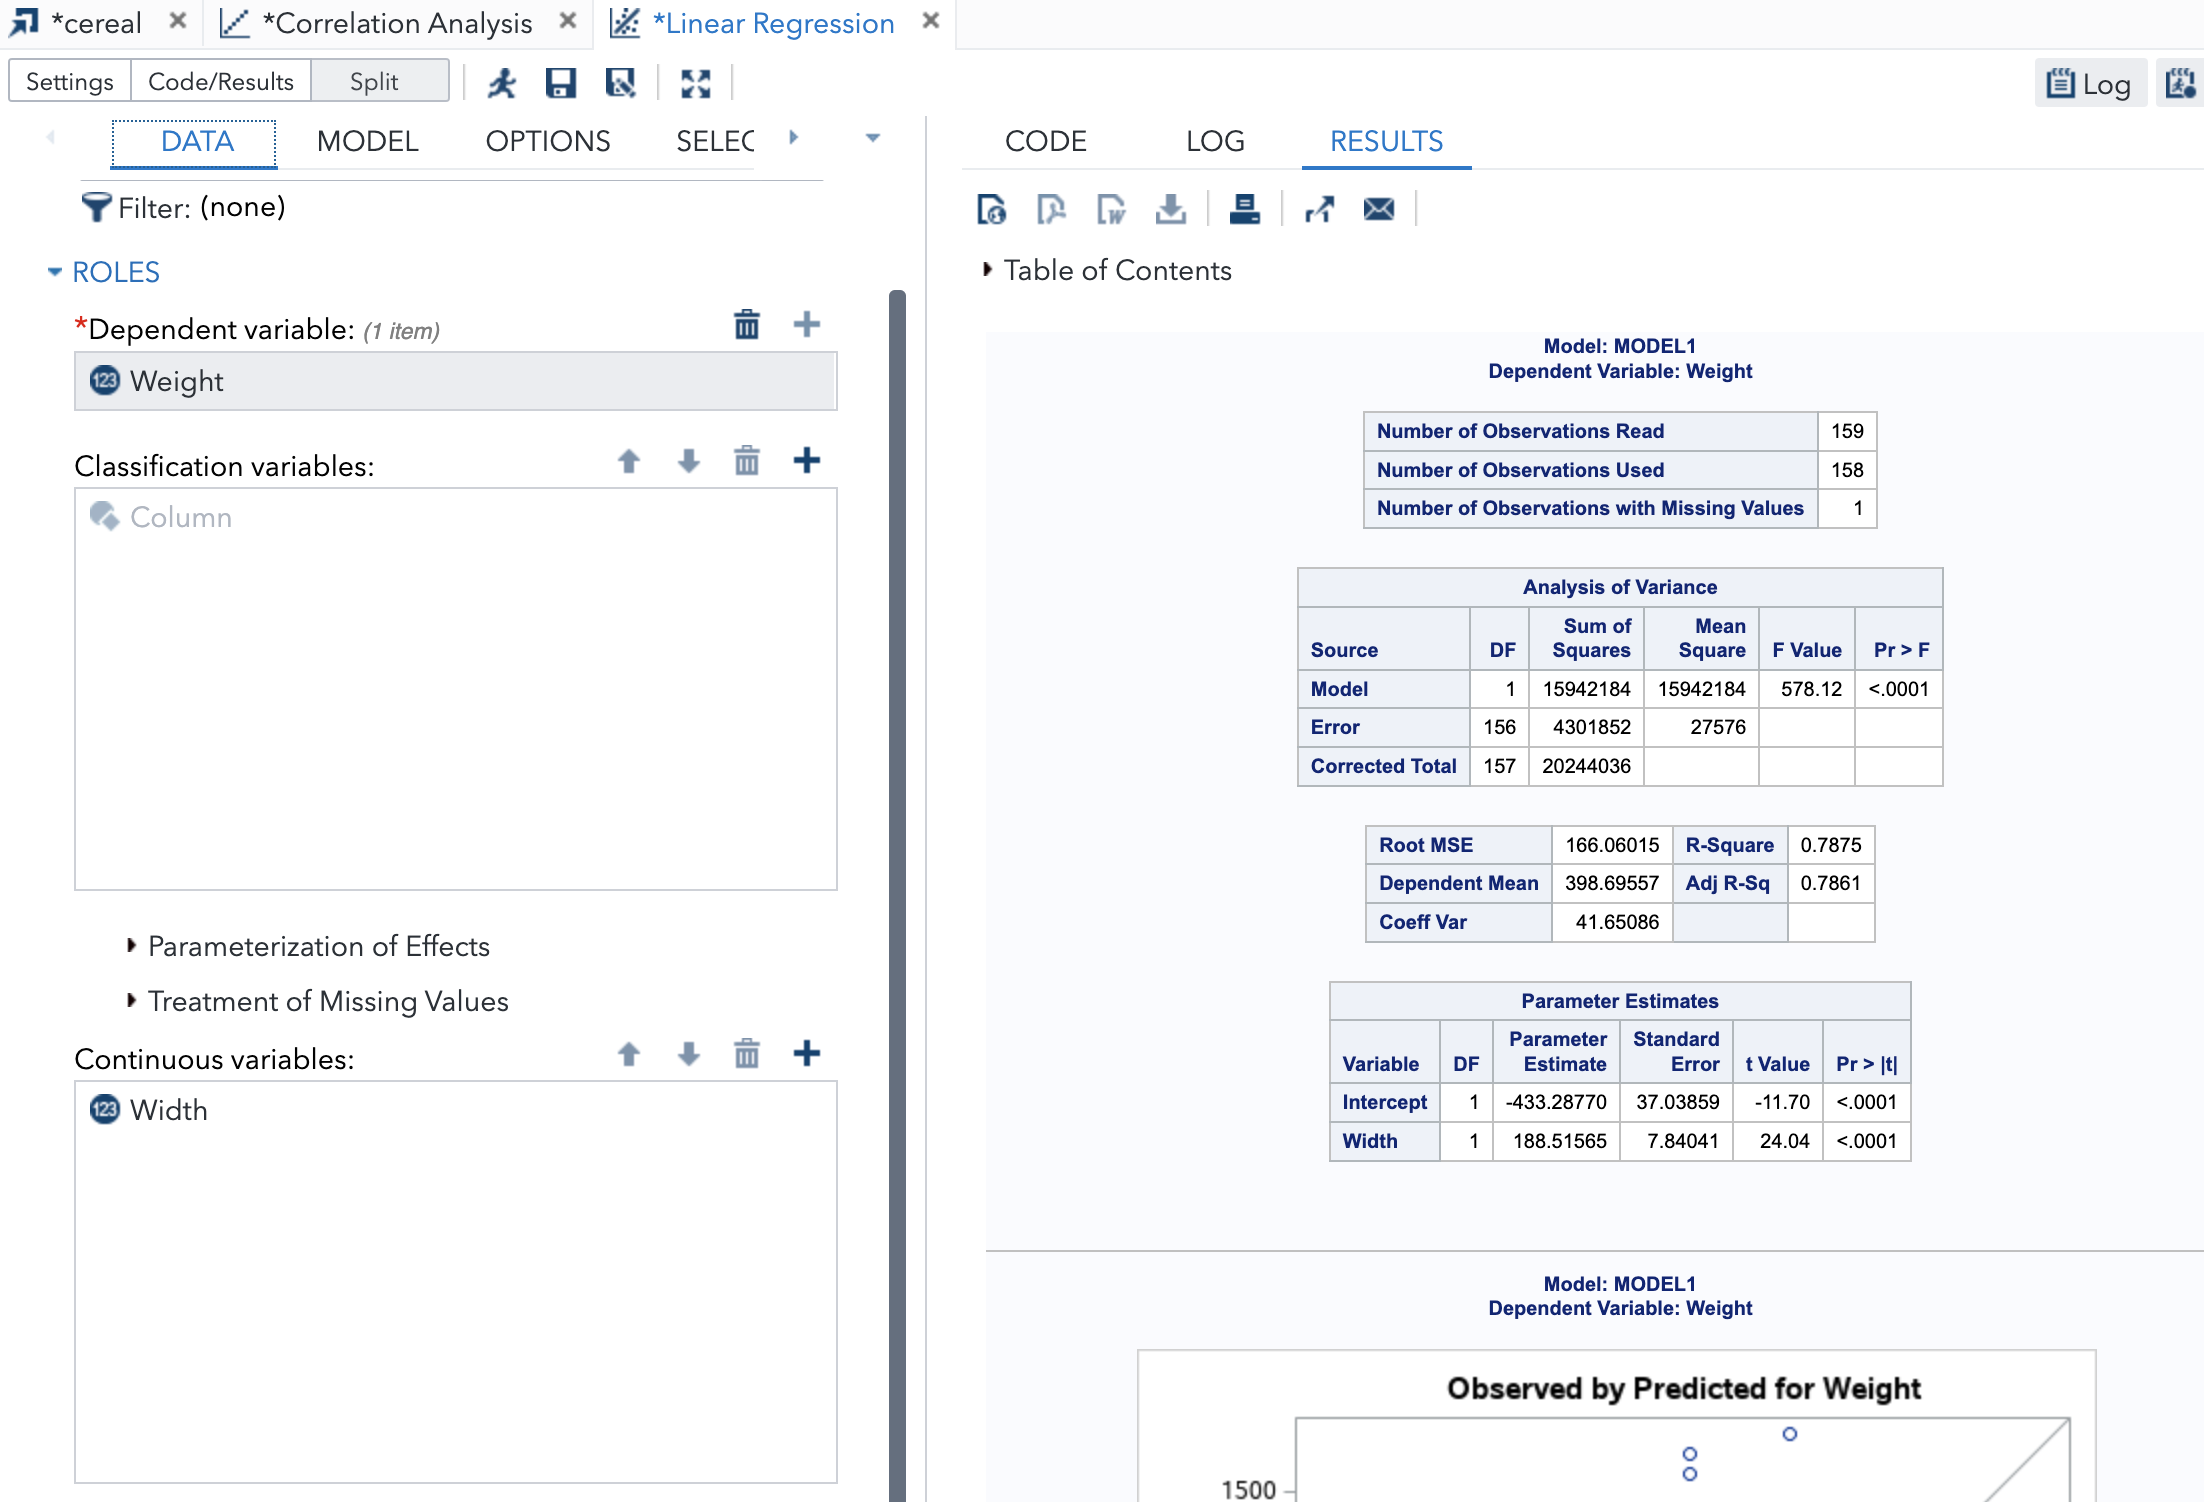 *cereal
*Correlation Analysis
*Linear Regression
Settings
Code/Results
Split
Log
DATA
MODEL
OPTIONS
SELEC
CODE
LOG
RESULTS
Filter: (none)
ROLES
*Dependent variable: (1 item)
123 Weight
Classification variables:
Column
Parameterization of Effects
Treatment of Missing Values
Continuous variables:
123 Width
Table of Contents
Model: MODEL1
Dependent Variable: Weight
Number of Observations Read 159
Number of Observations Used 158
Number of Observations with Missing Values 1
Analysis of Variance
Source DF Sum of Squares Mean Square F Value Pr > F
Model 1 15942184 15942184 578.12 <.0001
Error 156 4301852 27576
Corrected Total 157 20244036
Root MSE 166.06015 R-Square 0.7875
Dependent Mean 398.69557 Adj R-Sq 0.7861
Coeff Var 41.65086
Parameter Estimates
Variable DF Parameter Estimate Standard Error t Value Pr > |t|
Intercept 1 -433.28770 37.03859 -11.70 <.0001
Width 1 188.51565 7.84041 24.04 <.0001
Model: MODEL1
Dependent Variable: Weight
Observed by Predicted for Weight
1500